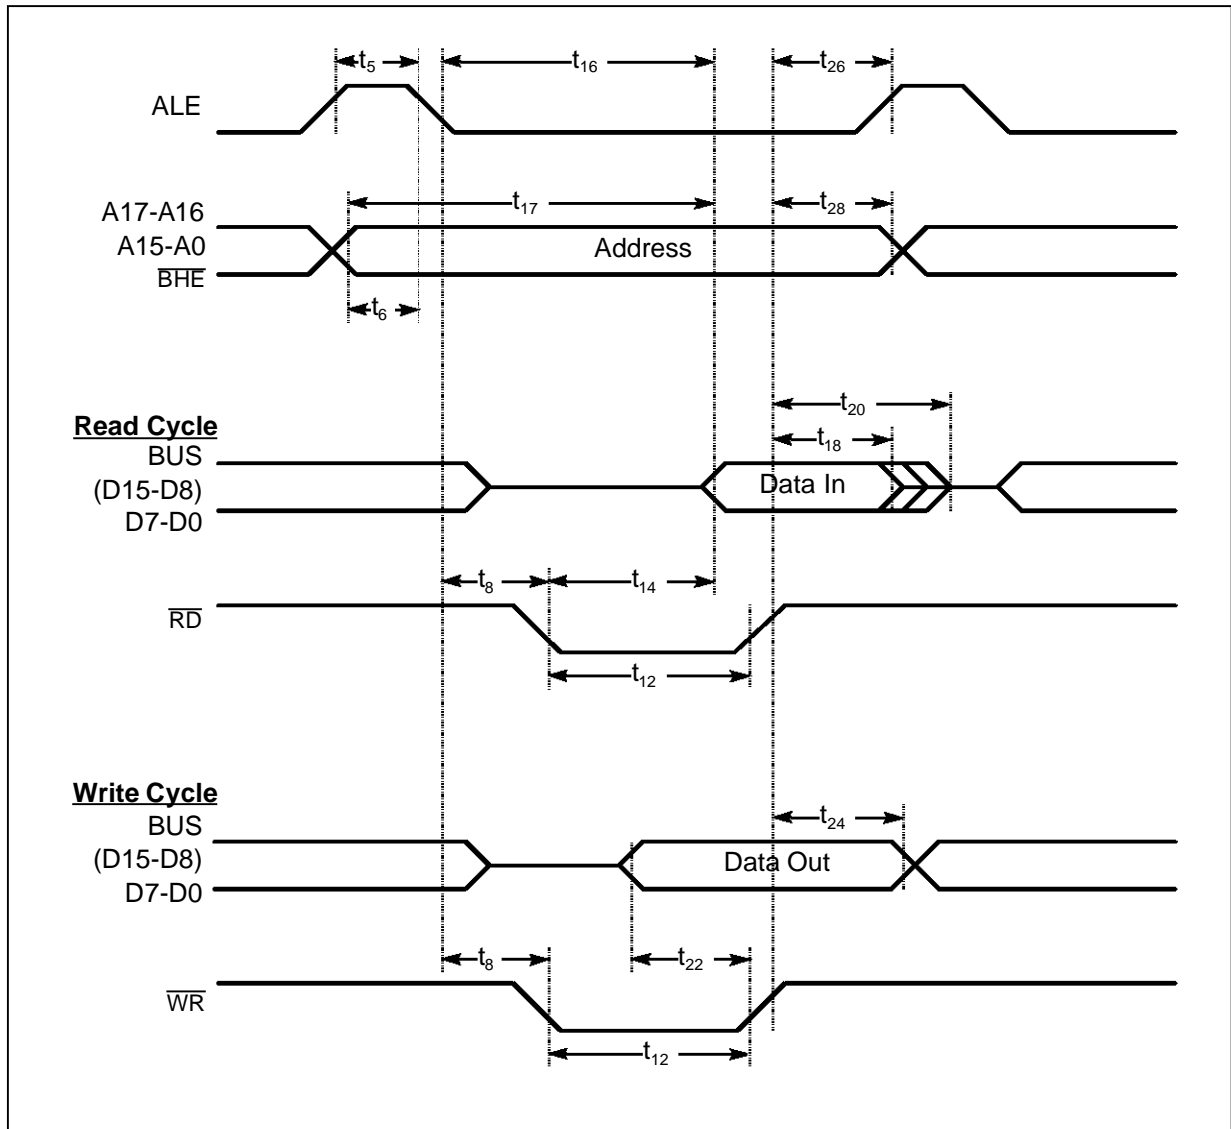 t5 t16 t26
ALE
A17-A16
A15-A0
BHE
t17 t28
Address
t6
t20
Read Cycle
BUS
(D15-D8)
D7-D0
t18
Data In
t8 t14
RD
t12
Write Cycle
BUS
(D15-D8)
D7-D0
t24
Data Out
t8 t22
WR
t12